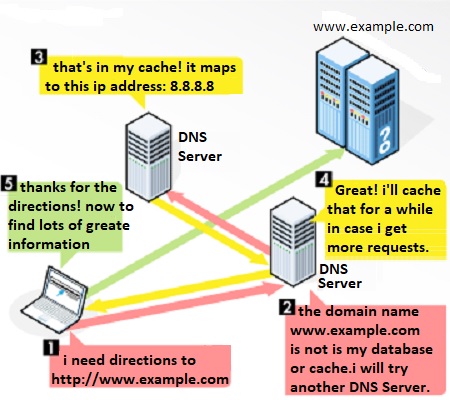 www.example.com
3
that's in my cache! it maps
to this ip address: 8.8.8.8
DNS
Server
5
thanks for the
directions! now to
find lots of greate
information
4
Great! i'll cache
that for a while
in case i get
more requests.
DNS
Server
1
i need directions to
http://www.example.com
2
the domain name
www.example.com
is not is my database
or cache.i will try
another DNS Server.